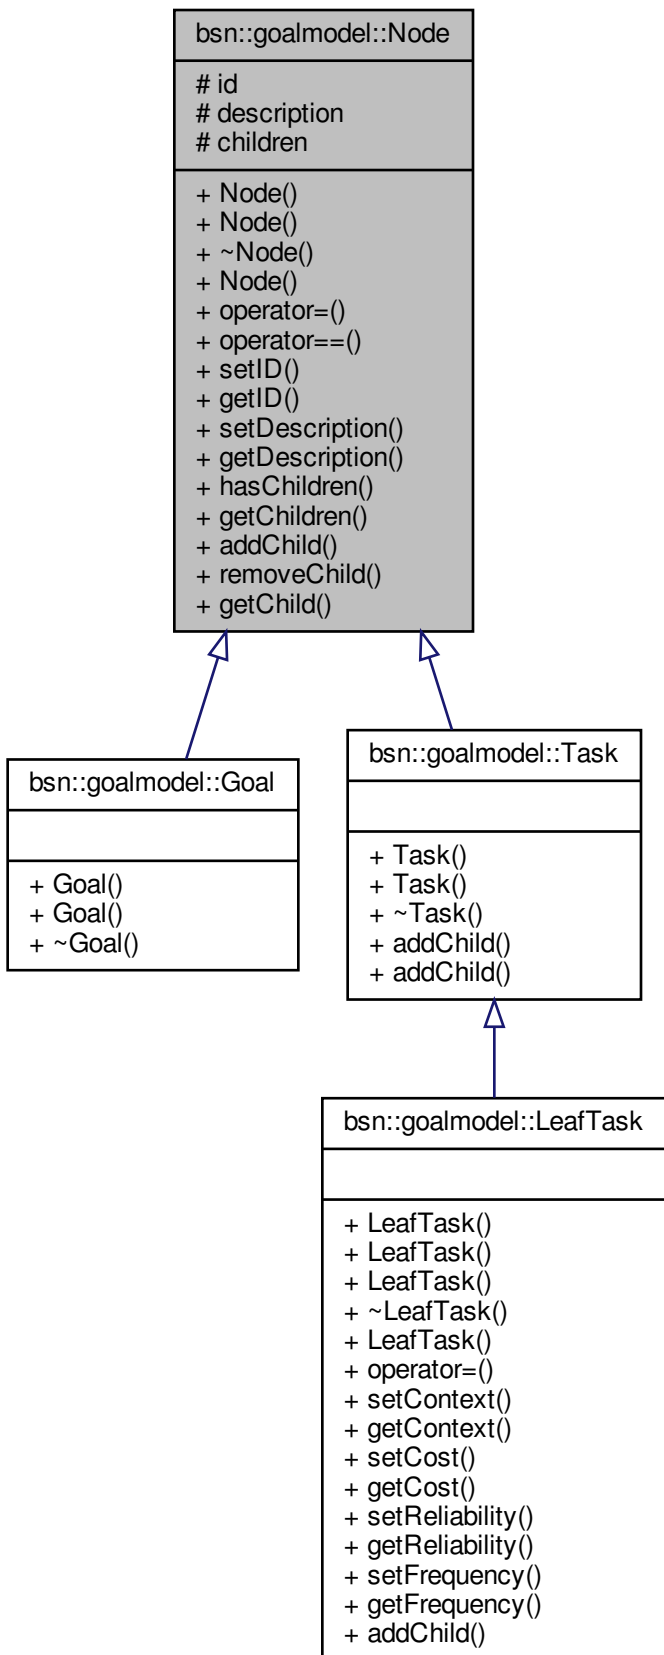 bsn::goalmodel::Node
# id
# description
# children
+ Node()
+ Node()
+ ~Node()
+ Node()
+ operator=()
+ operator==()
+ setID()
+ getID()
+ setDescription()
+ getDescription()
+ hasChildren()
+ getChildren()
+ addChild()
+ removeChild()
+ getChild()
bsn::goalmodel::Goal
+ Goal()
+ Goal()
+ ~Goal()
bsn::goalmodel::Task
+ Task()
+ Task()
+ ~Task()
+ addChild()
+ addChild()
bsn::goalmodel::LeafTask
+ LeafTask()
+ LeafTask()
+ LeafTask()
+ ~LeafTask()
+ LeafTask()
+ operator=()
+ setContext()
+ getContext()
+ setCost()
+ getCost()
+ setReliability()
+ getReliability()
+ setFrequency()
+ getFrequency()
+ addChild()